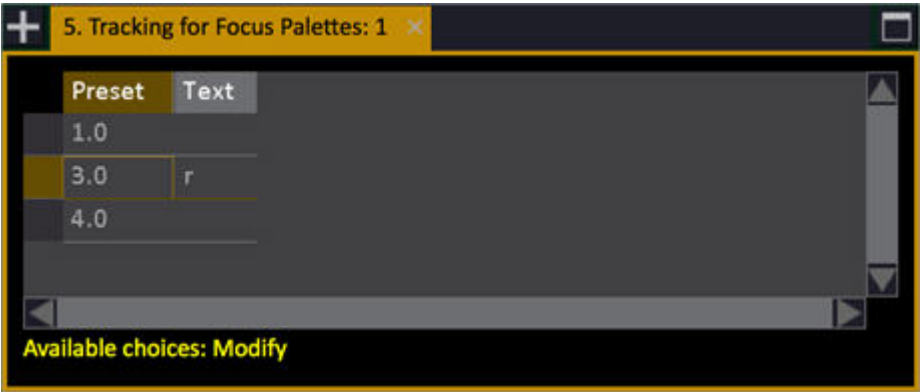 5. Tracking for Focus Palettes: 1
Preset Text
1.0
3.0 r
4.0
Available choices: Modify